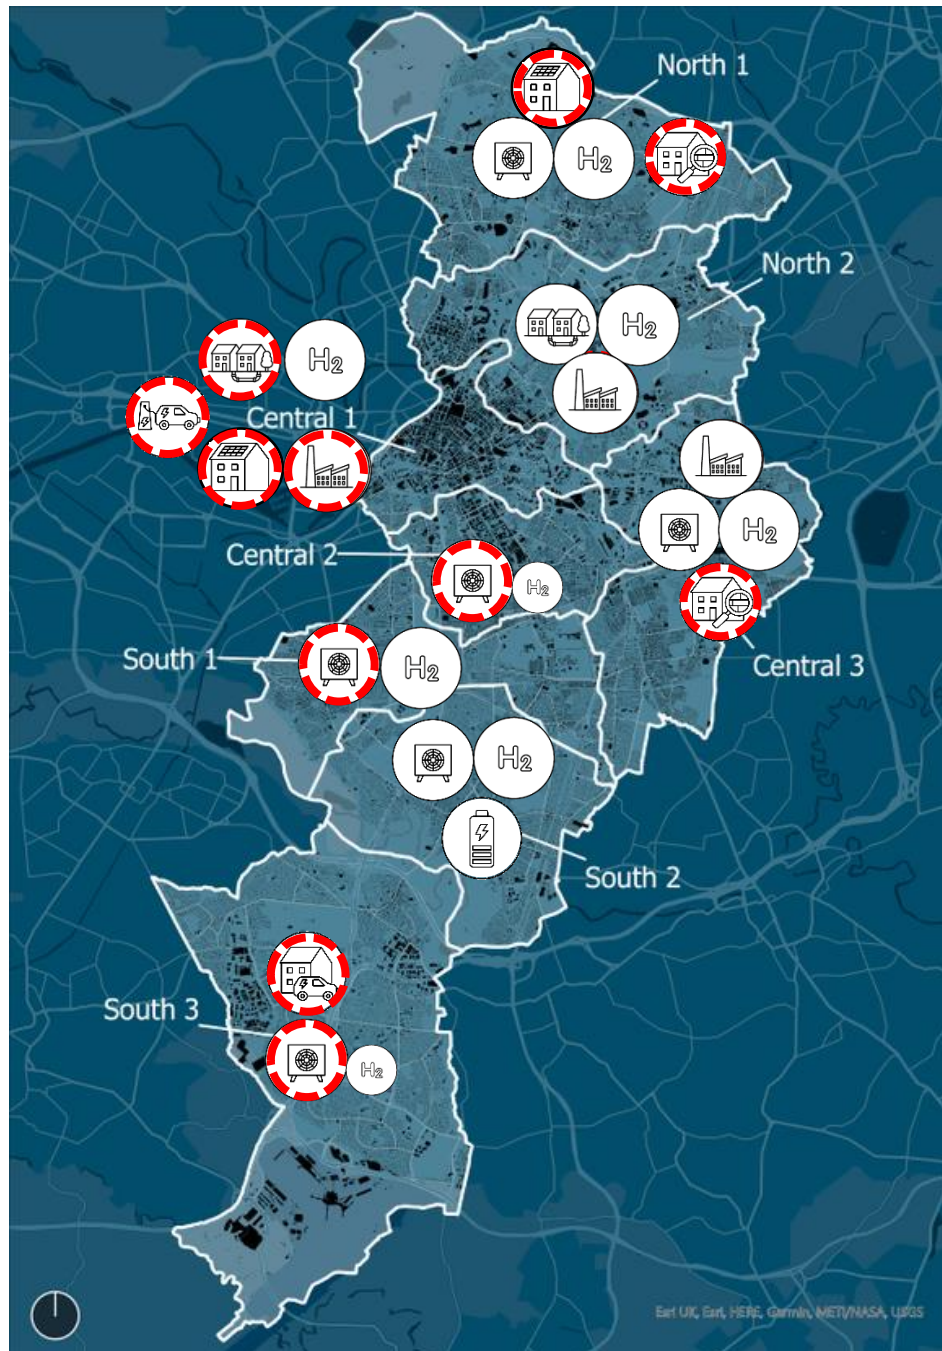 North 1
H2
North 2
H2
H2
Central 1
H2
Central 2
H2
South 1
H2
Central 3
H2
South 2
South 3
H2
Esri UK, Esri, HERE, Garmin, METI/NASA, USGS